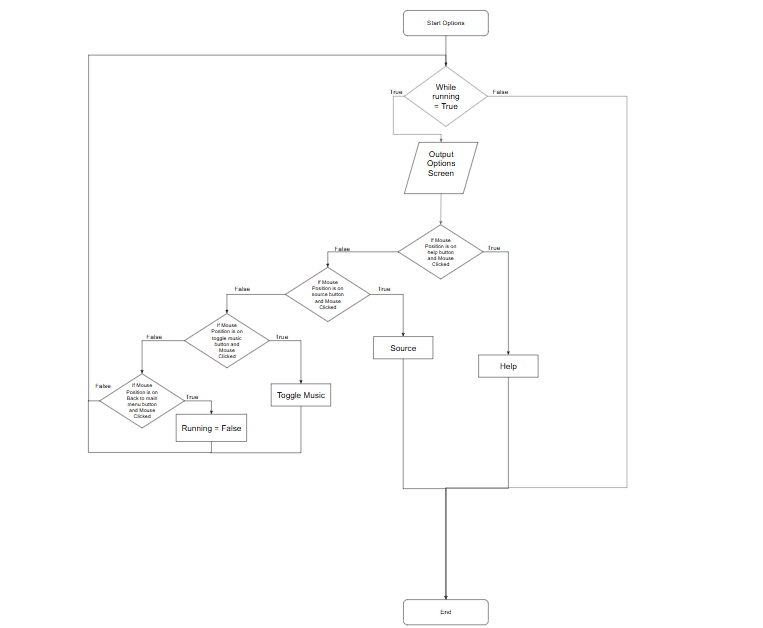 Start Options
While
running
= True
True
False
Output
Options
Screen
If Mouse
Position is on
help button
and Mouse
Clicked
False
True
If Mouse
Position is on
source button
and Mouse
Clicked
False
True
If Mouse
Position is on
toggle music
button and
Mouse
Clicked
False
True
Source
Help
If Mouse
Position is on
Back to main
menu button
and Mouse
Clicked
False
True
Toggle Music
Running = False
End